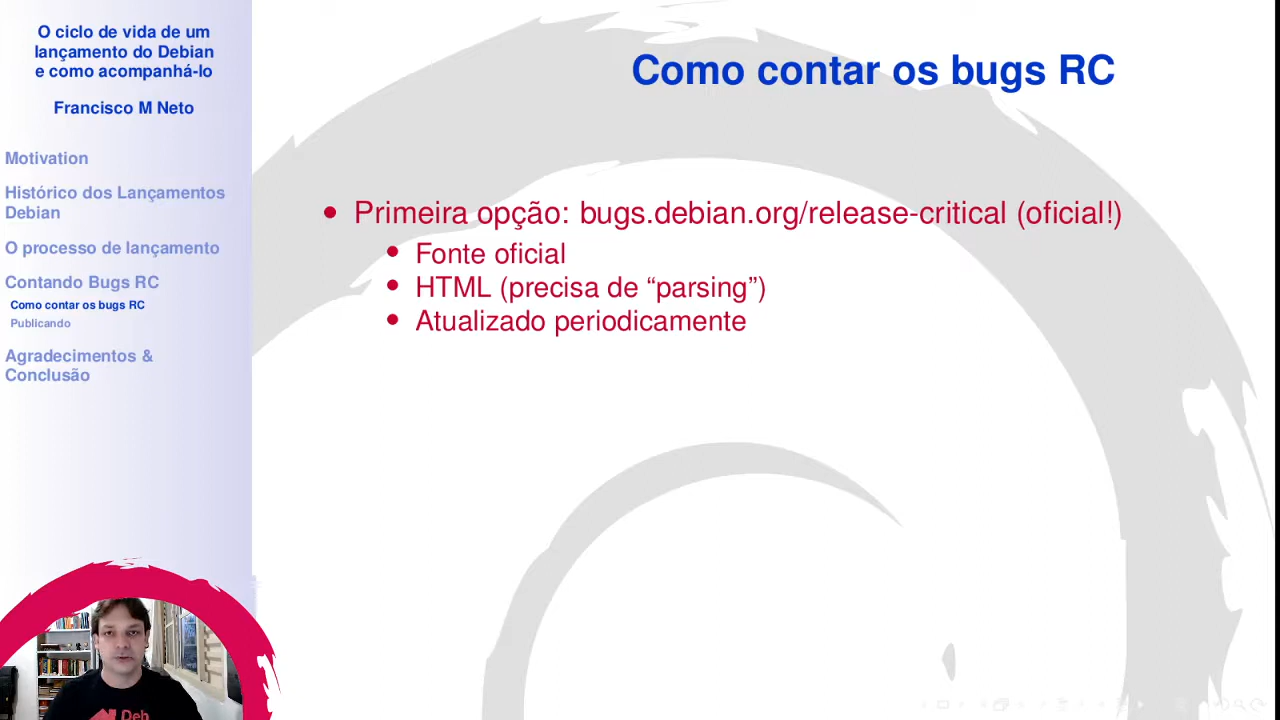 O ciclo de vida de um
lançamento do Debian
e como acompanhá-lo
Francisco M Neto
Motivation
Histórico dos Lançamentos
Debian
O processo de lançamento
Contando Bugs RC
Como contar os bugs RC
Publicando
Agradecimentos &
Conclusão
Como contar os bugs RC
Primeira opção: bugs.debian.org/release-critical (oficial!)
Fonte oficial
HTML (precisa de “parsing”)
Atualizado periodicamente
Deb